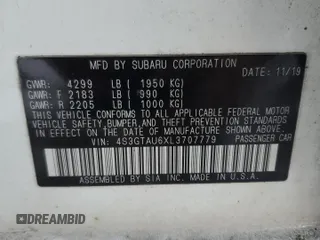 MFD BY SUBARU CORPORATION
DATE: 11/19
GVWR: 4299 LB ( 1950 KG)
GAWR: F 2183 LB ( 990 KG)
GAWR: R 2205 LB ( 1000 KG)
THIS VEHICLE CONFORMS TO ALL APPLICABLE FEDERAL MOTOR
VEHICLE SAFETY, BUMPER, AND THEFT PREVENTION STANDARDS
IN EFFECT ON THE DATE OF MANUFACTURE SHOWN ABOVE.
VIN: 4S3GTAU6XL3707779
PASSENGER CAR
ASSEMBLED BY SIA INC. MADE IN U.S.A.
DREAMBID